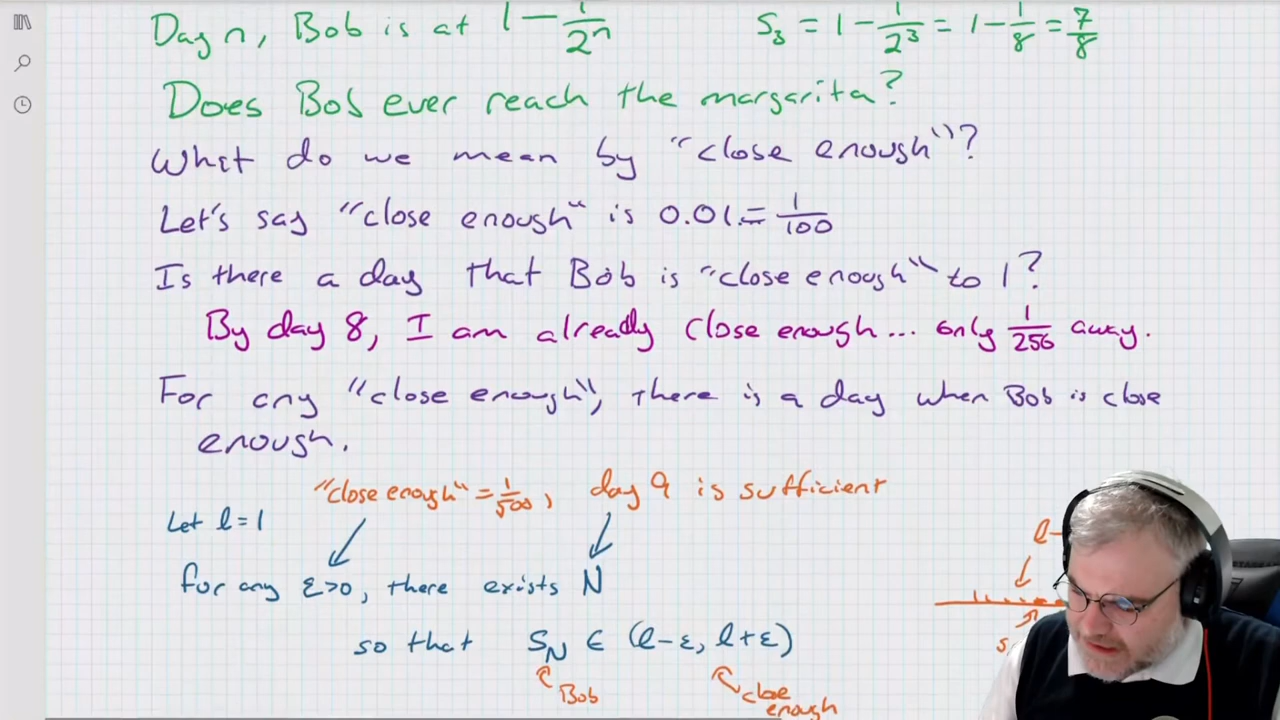 Day n, Bob is at 1 - 1/2^n
S_3 = 1 - 1/2^3 = 1 - 1/8 = 7/8
Does Bob ever reach the margarita?
What do we mean by "close enough"?
Let's say "close enough" is 0.01. = 1/100
Is there a day that Bob is "close enough" to 1?
By day 8, I am already close enough... only 1/256 away.
For any "close enough", there is a day when Bob is close
enough.
"close enough" = 1/500, day 9 is sufficient
Let l = 1
for any ε>0, there exists N
so that S_N ∈ (l-ε, l+ε)
Bob
close
enough
l-
S